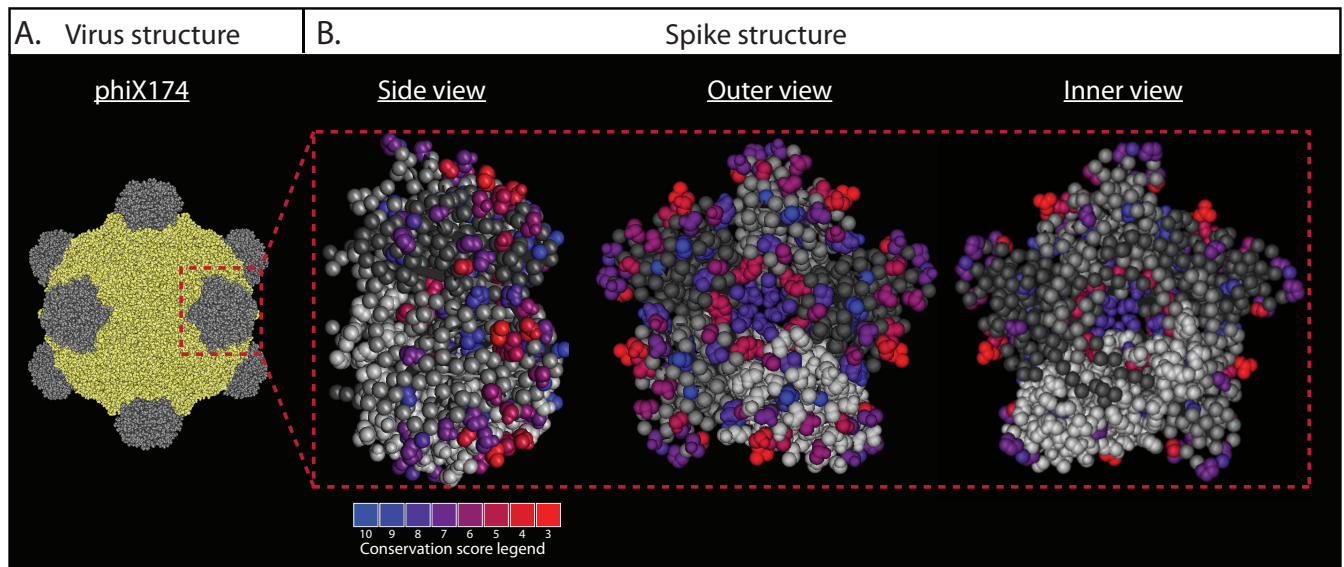 A. Virus structure
B. Spike structure
phiX174
Side view
Outer view
Inner view
10 9 8 7 6 5 4 3
Conservation score legend